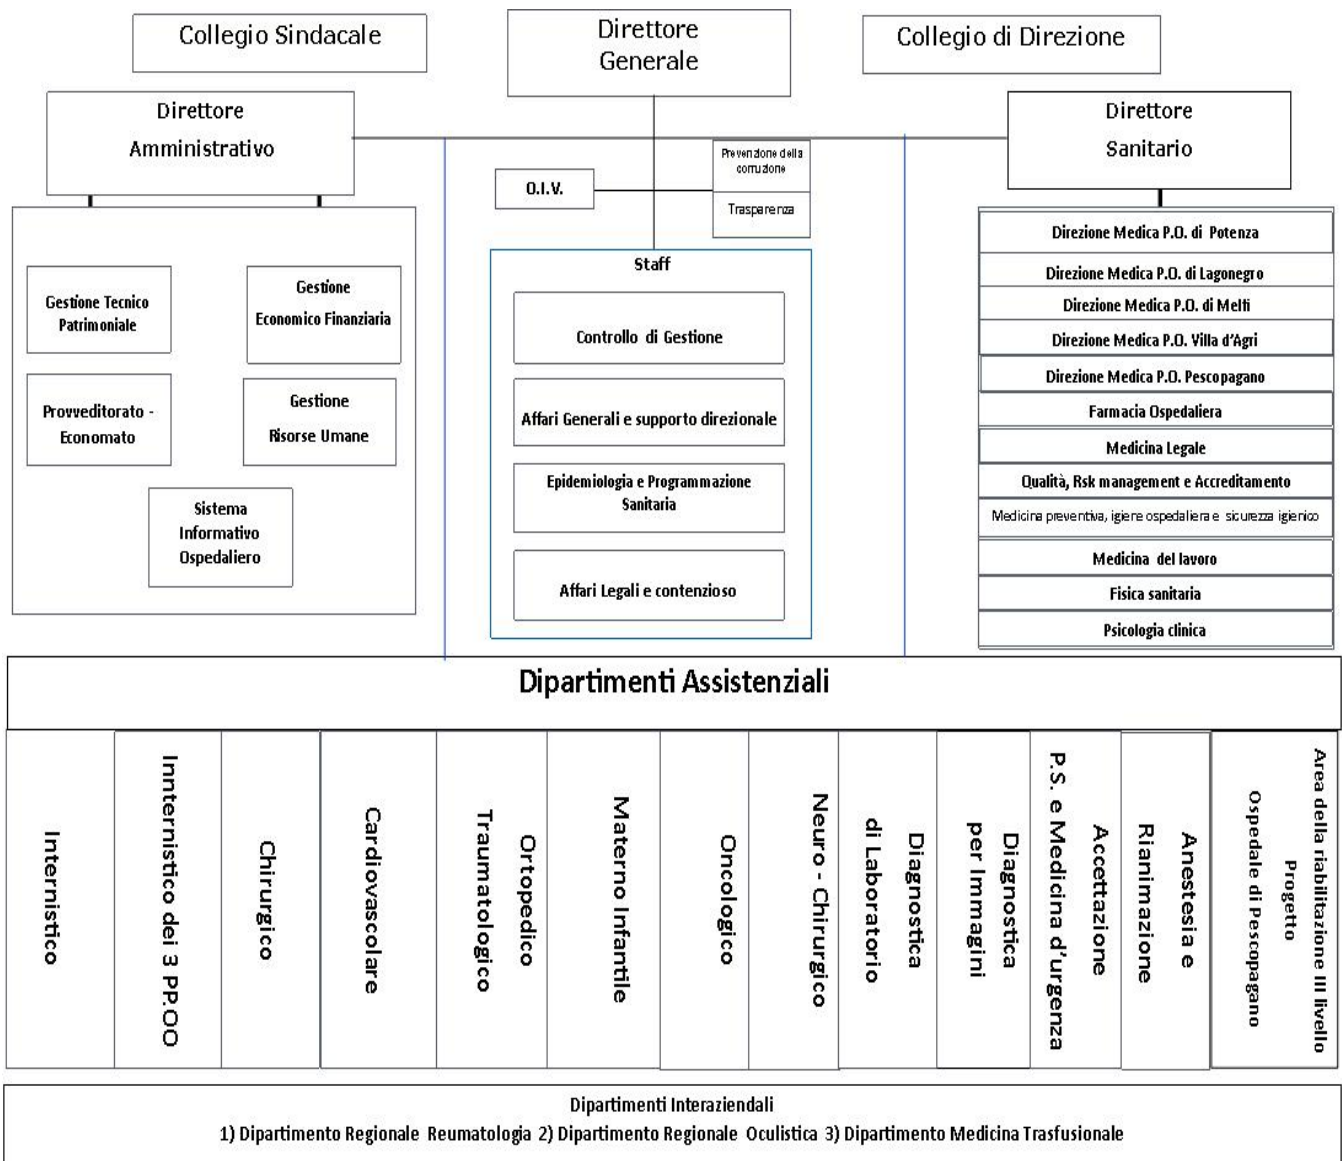 Collegio Sindacale
Direttore
Generale
Collegio di Direzione
Direttore
Amministrativo
Direttore
Sanitario
Prevenzione della
corruzione
O.I.V.
Trasparenza
Gestione Tecnico
Patrimoniale
Gestione
Economico Finanziaria
Provveditorato -
Economato
Gestione
Risorse Umane
Sistema
Informativo
Ospedaliero
Staff
Controllo di Gestione
Affari Generali e supporto direzionale
Epidemiologia e Programmazione
Sanitaria
Affari Legali e contenzioso
Direzione Medica P.O. di Potenza
Direzione Medica P.O. di Lagonegro
Direzione Medica P.O. di Melfi
Direzione Medica P.O. Villa d'Agri
Direzione Medica P.O. Pescopagano
Farmacia Ospedaliera
Medicina Legale
Qualità, Rsk management e Accreditamento
Medicina preventiva, igiene ospedaliera e sicurezza igienico
Medicina del lavoro
Fisica sanitaria
Psicologia clinica
Dipartimenti Assistenziali
Internistico
Innternistico dei 3 PP.OO
Chirurgico
Cardiovascolare
Ortopedico
Traumatologico
Materno Infantile
Oncologico
Neuro - Chirurgico
Diagnostica
di Laboratorio
Diagnostica
per Immagini
Accettazione
P.S. e Medicina d'urgenza
Anestesia e
Rianimazione
Area della riabilitazione III livello
Progetto
Ospedale di Pescopagano
Dipartimenti Interaziendali
1) Dipartimento Regionale Reumatologia 2) Dipartimento Regionale Oculistica 3) Dipartimento Medicina Trasfusionale